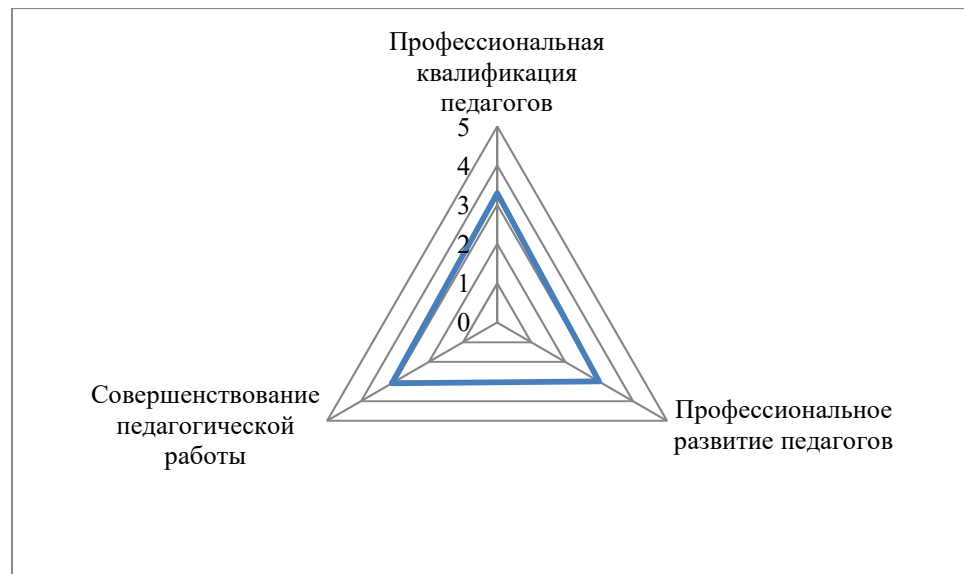 Профессиональная
квалификация
педагогов
5
4
3
2
1
0
Совершенствование
педагогической
работы
Профессиональное
развитие педагогов